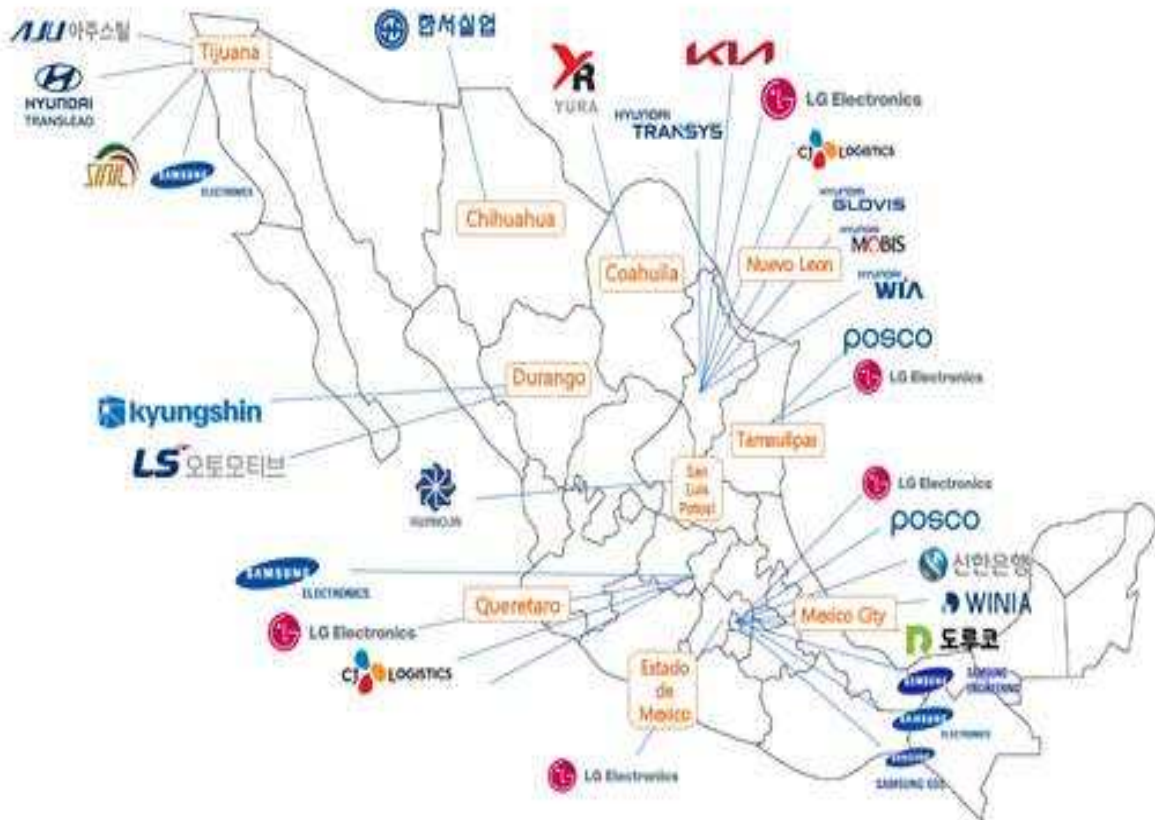 AJU 아주스틸
Tijuana
HYUNDAI
TRANSLEAD
SINIL
SAMSUNG
ELECTRONICS
한서실업
YR
YURA
KIA
HYUNDAI
TRANSYS
LG Electronics
CJ LOGISTICS
HYUNDAI
GLOVIS
HYUNDAI
MOBIS
HYUNDAI
WIA
Chihuahua
Coahuila
Nuevo Leon
posco
LG Electronics
Durango
kyungshin
LS 오토모티브
Tamaulipas
San
Luis
Potosi
LG Electronics
posco
신한은행
WINIA
도루코
SAMSUNG
ELECTRONICS
Queretaro
Mexico City
LG Electronics
CJ LOGISTICS
Estado
de
Mexico
SAMSUNG
SAMSUNG
ENGINEERING
SAMSUNG
ELECTRONICS
SAMSUNG
LG Electronics